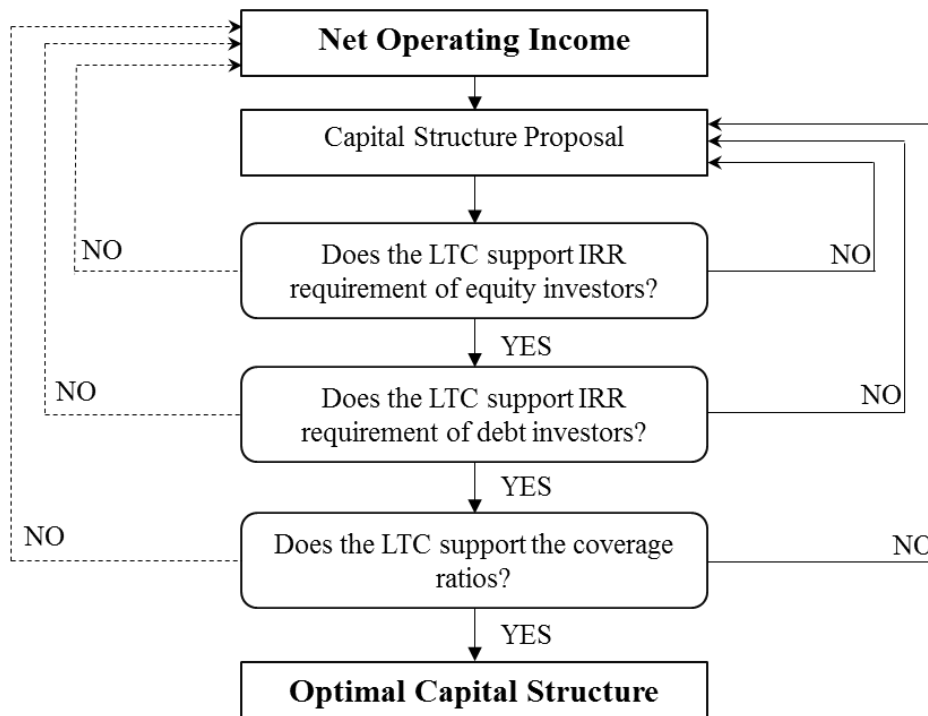 Net Operating Income
Capital Structure Proposal
NO
Does the LTC support IRR
requirement of equity investors?
NO
YES
NO
Does the LTC support IRR
requirement of debt investors?
NO
YES
NO
Does the LTC support the coverage
ratios?
NO
YES
Optimal Capital Structure